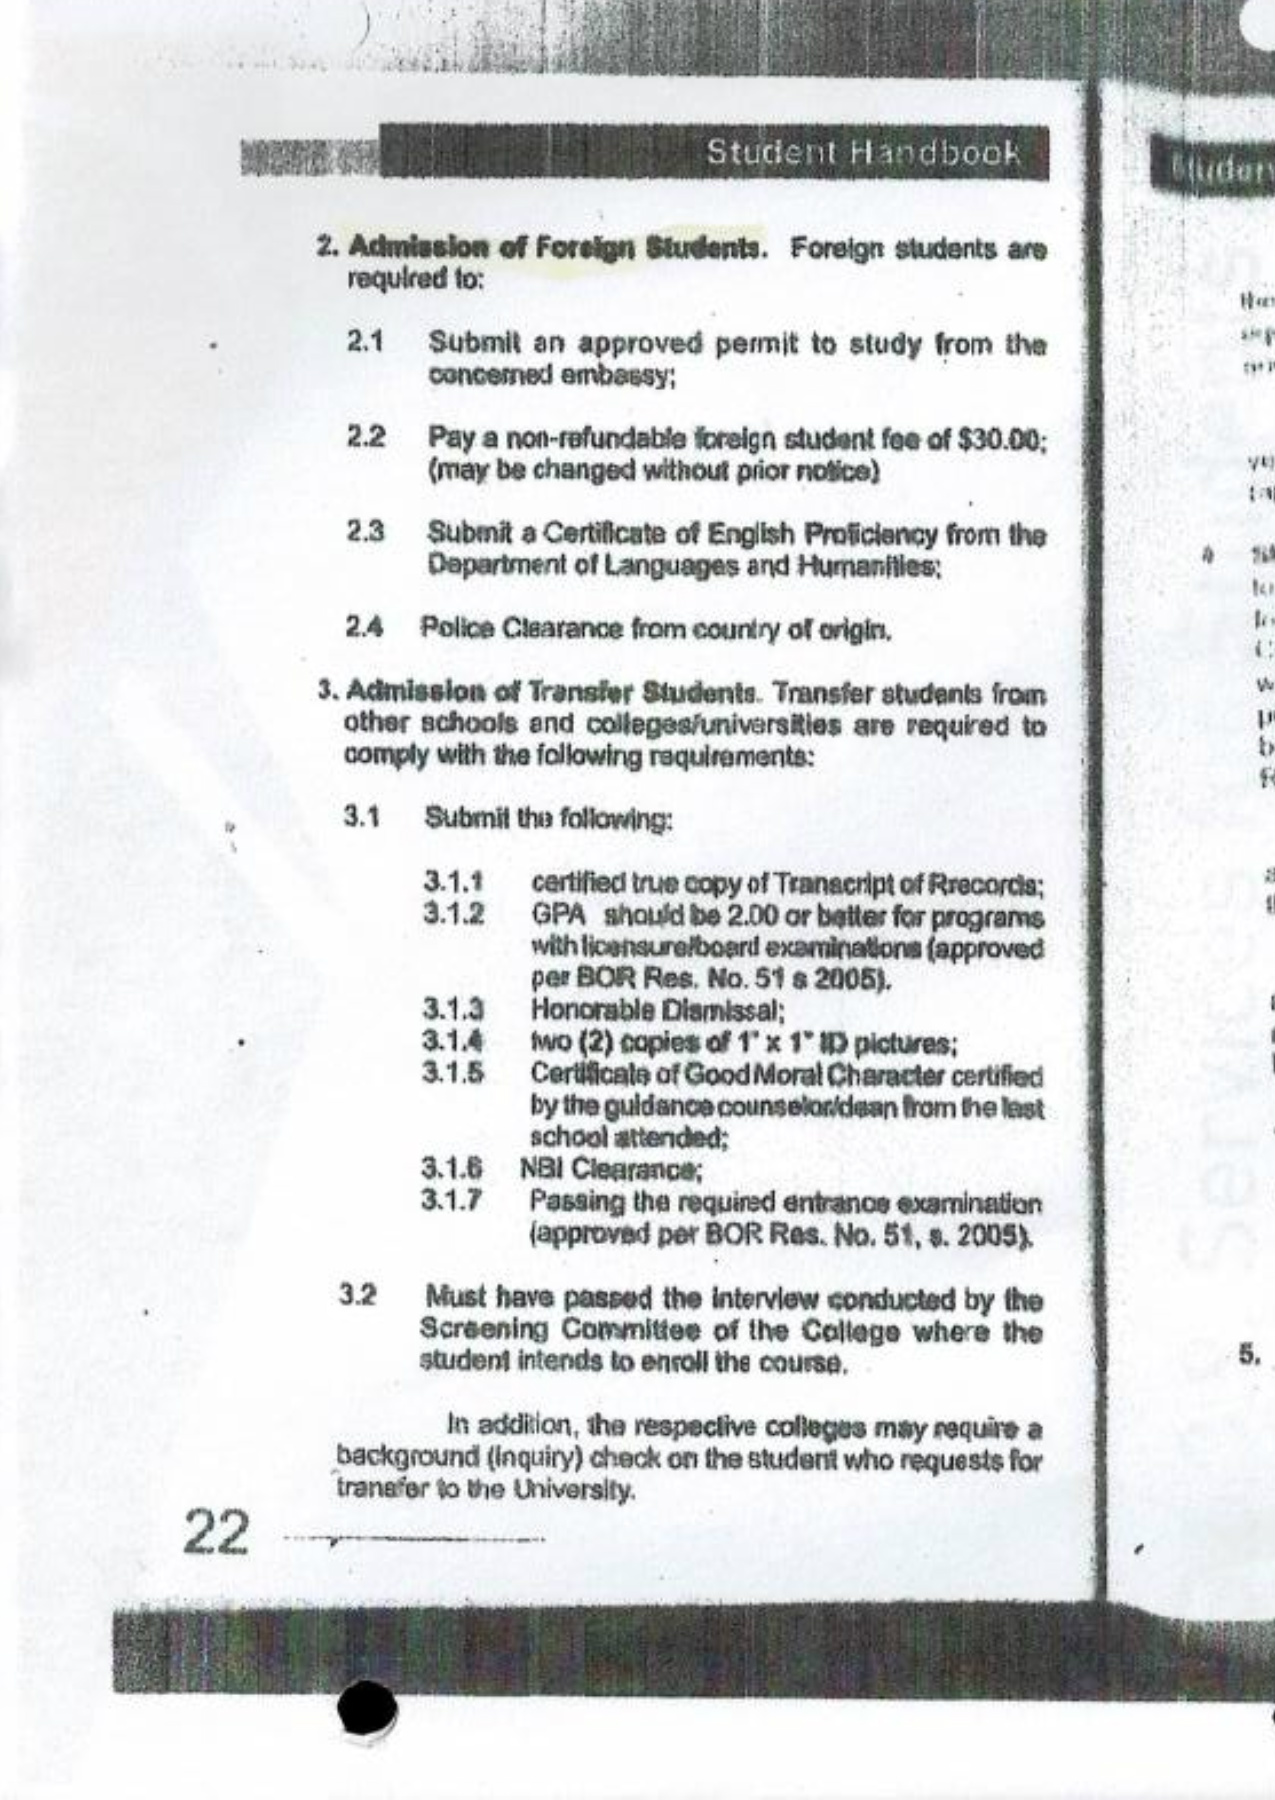 Student Handbook
2. Admission of Foreign Students. Foreign students are
required to:
2.1 Submit an approved permit to study from the
concerned embassy;
2.2 Pay a non-refundable foreign student fee of $30.00;
(may be changed without prior notice)
2.3 Submit a Certificate of English Proficiency from the
Department of Languages and Humanities;
2.4 Police Clearance from country of origin.
3. Admission of Transfer Students. Transfer students from
other schools and colleges/universities are required to
comply with the following requirements:
3.1 Submit the following:
3.1.1 certified true copy of Transcript of Rrecords;
3.1.2 GPA should be 2.00 or better for programs
with licensure/board examinations (approved
per BOR Res. No. 51 s 2005).
3.1.3 Honorable Dismissal;
3.1.4 two (2) copies of 1" x 1" ID pictures;
3.1.5 Certificate of Good Moral Character certified
by the guidance counselor/dean from the last
school attended;
3.1.6 NBI Clearance;
3.1.7 Passing the required entrance examination
(approved per BOR Res. No. 51, s. 2005).
3.2 Must have passed the interview conducted by the
Screening Committee of the College where the
student intends to enroll the course.
In addition, the respective colleges may require a
background (inquiry) check on the student who requests for
transfer to the University.
22
5.